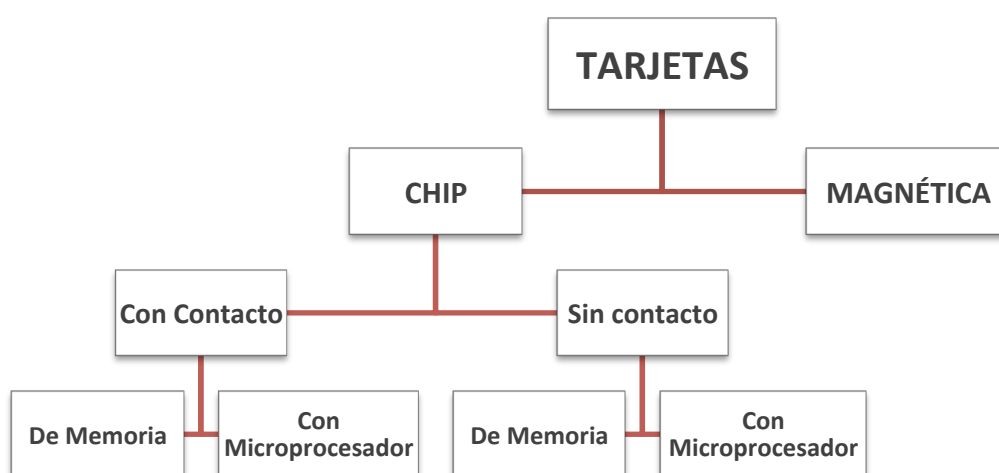 TARJETAS
CHIP
MAGNÉTICA
Con Contacto
Sin contacto
De Memoria
Con
Microprocesador
De Memoria
Con
Microprocesador